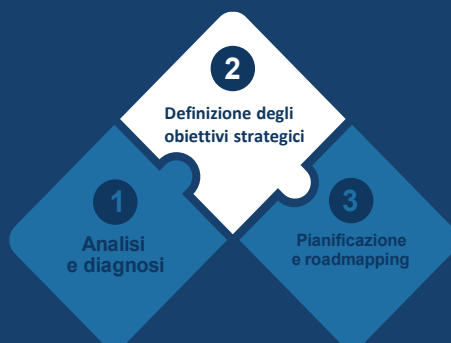 2
Definizione degli
obiettivi strategici
1
Analisi
e diagnosi
3
Pianificazione
e roadmapping